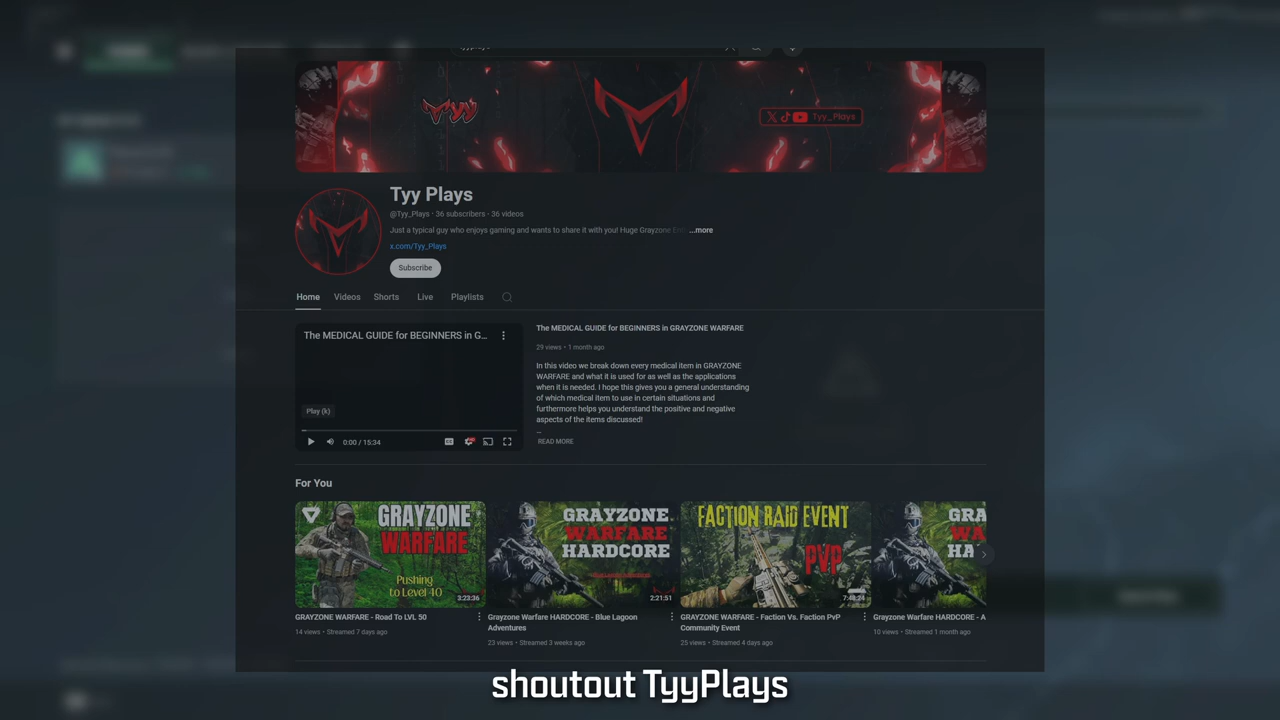 Tyy
Tyy_Plays
Tyy Plays
@Tyy_Plays · 36 subscribers · 36 videos
Just a typical guy who enjoys gaming and wants to share it with you! Huge Grayzone ...more
x.com/Tyy_Plays
Subscribe
Home Videos Shorts Live Playlists
The MEDICAL GUIDE for BEGINNERS in G...
Play (k)
0:00 / 15:34
The MEDICAL GUIDE for BEGINNERS in GRAYZONE WARFARE
29 views • 1 month ago
In this video we break down every medical item in GRAYZONE
WARFARE and what it is used for as well as the applications
when it is needed. I hope this gives you a general understanding
of which medical item to use in certain situations and
furthermore helps you understand the positive and negative
aspects of the items discussed!
...
READ MORE
For You
GRAYZONE
WARFARE
Pushing
to Level 40
3:23:36
GRAYZONE WARFARE - Road To LVL 50
14 views • Streamed 7 days ago
GRAYZONE
WARFARE
HARDCORE
2:21:51
Grayzone Warfare HARDCORE - Blue Lagoon
Adventures
23 views • Streamed 3 weeks ago
FACTION RAID EVENT
PVP
7:48:24
GRAYZONE WARFARE - Faction Vs. Faction PvP
Community Event
25 views • Streamed 4 days ago
GRA
WA
HA
Grayzone Warfare HARDCORE - A
10 views • Streamed 1 month ago
shoutout TyyPlays